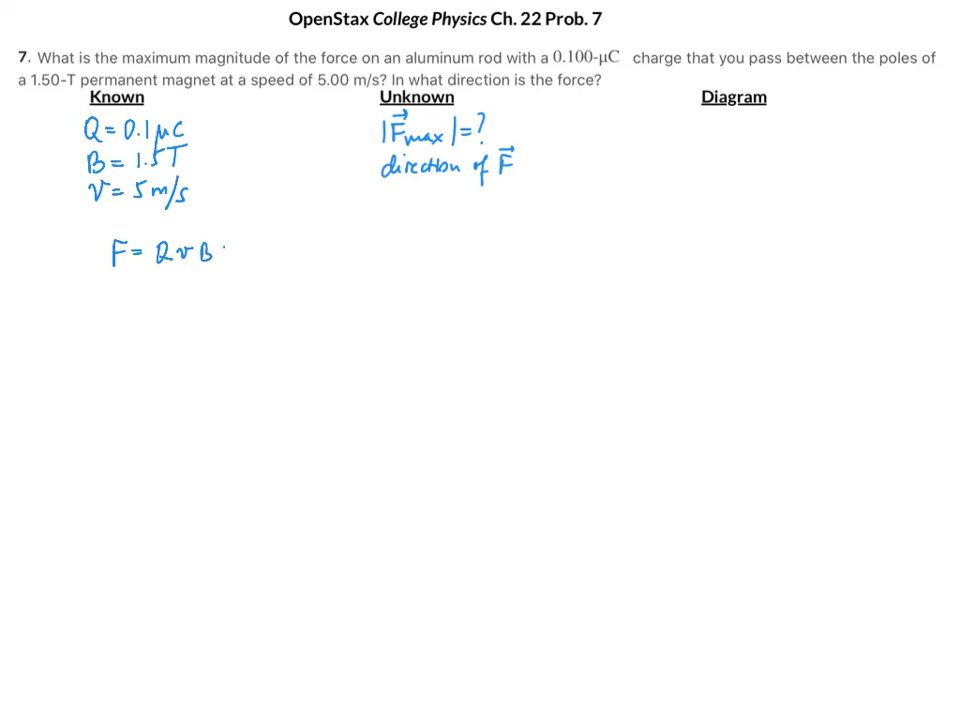 OpenStax College Physics Ch. 22 Prob. 7
7. What is the maximum magnitude of the force on an aluminum rod with a 0.100-μC charge that you pass between the poles of
a 1.50-T permanent magnet at a speed of 5.00 m/s? In what direction is the force?
Known Unknown Diagram
Q = 0.1 μC |F⃗max| = ?
B = 1.5 T direction of F⃗
v = 5 m/s
F = Q v B